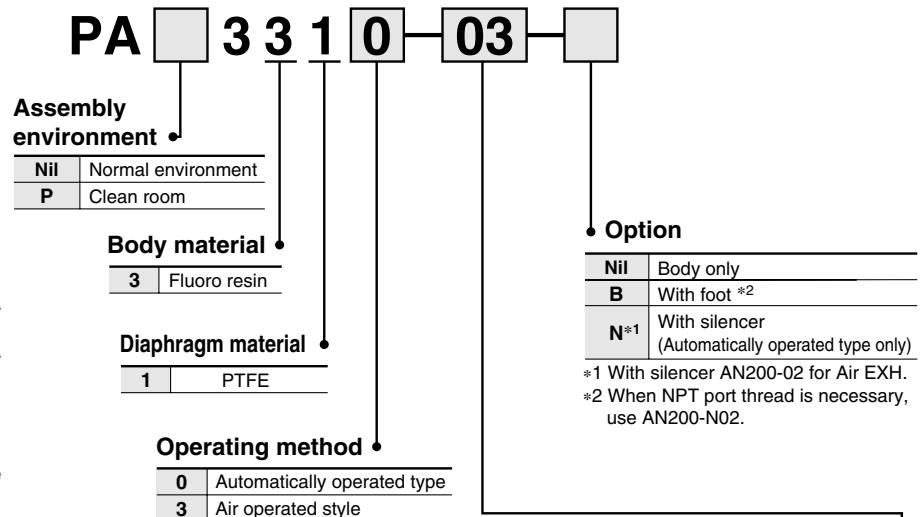 PA 3 3 1 0 - 03 -
Assembly
environment
Nil Normal environment
P Clean room
Body material
3 Fluoro resin
Diaphragm material
1 PTFE
Operating method
0 Automatically operated type
3 Air operated style
Option
Nil Body only
B With foot *2
N*1 With silencer
(Automatically operated type only)
*1 With silencer AN200-02 for Air EXH.
*2 When NPT port thread is necessary,
use AN200-N02.